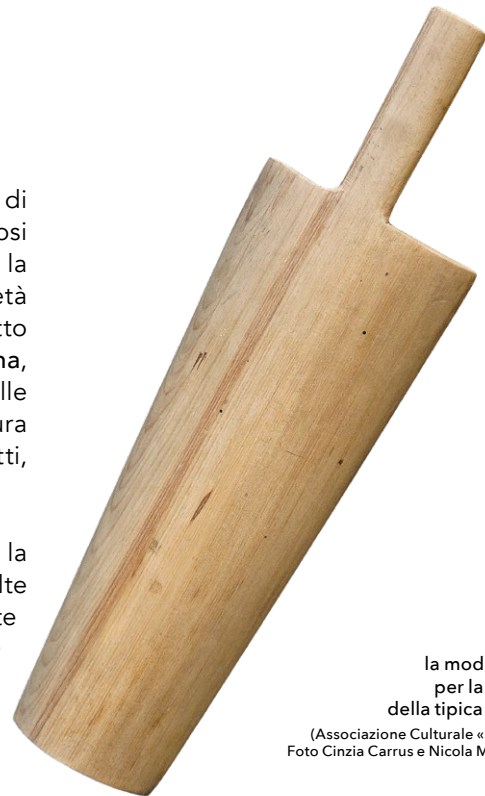 di
osi
la
età
tto
na,
elle
ura
tti,
la
lte
te
la mod
per la
della tipica
(Associazione Culturale «
Foto Cinzia Carrus e Nicola M